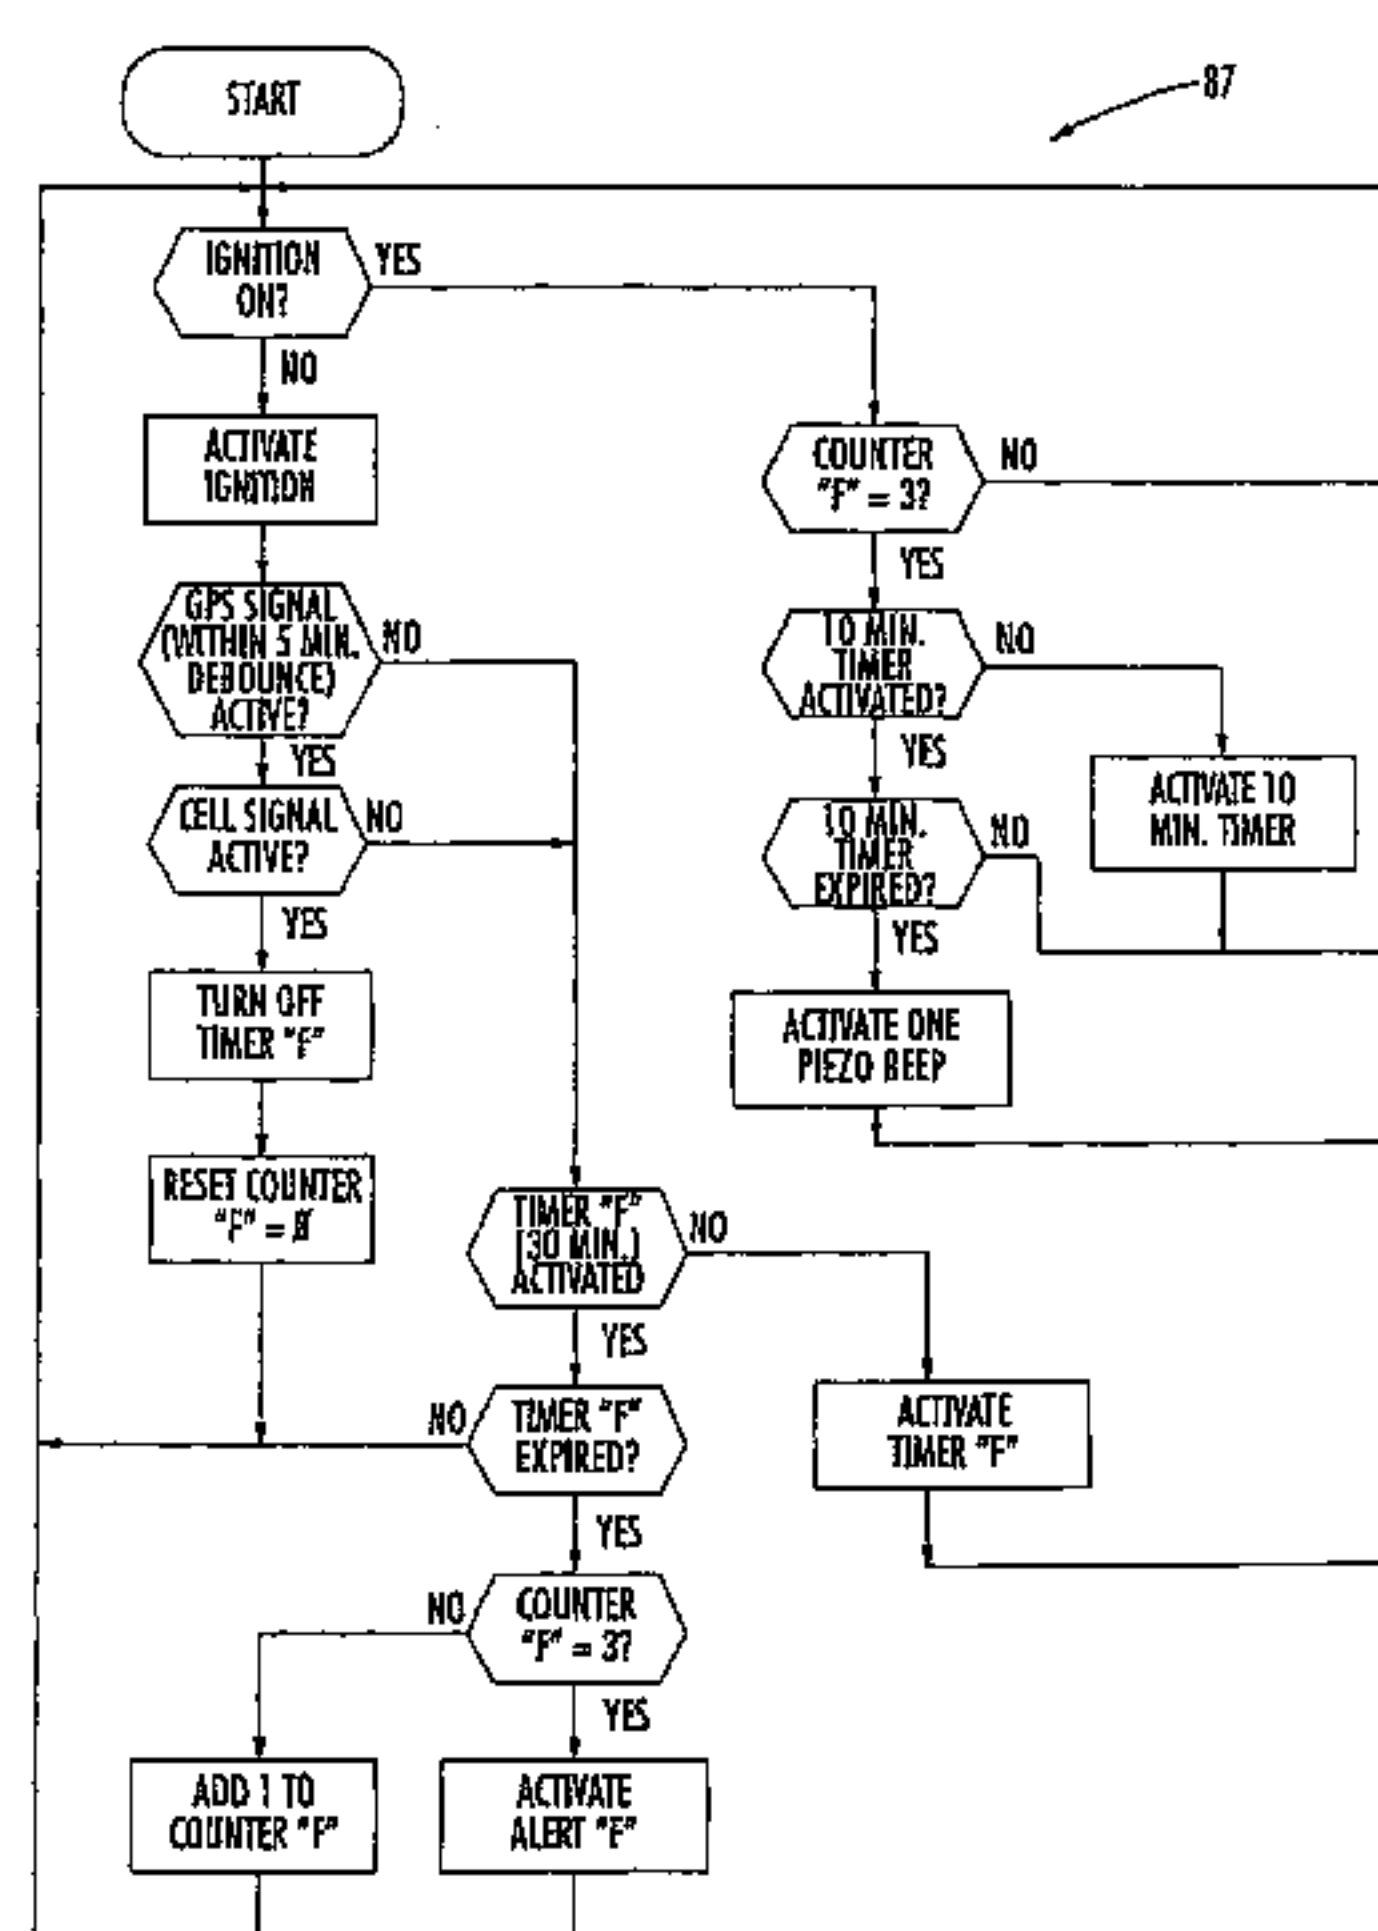 START
87
IGNITION
ON?
YES
NO
ACTIVATE
IGNITION
COUNTER
"F" = 3?
NO
YES
GPS SIGNAL
(WITHIN 5 MIN.
DEBOUNCE)
ACTIVE?
NO
YES
10 MIN.
TIMER
ACTIVATED?
NO
YES
CELL SIGNAL
ACTIVE?
NO
YES
10 MIN.
TIMER
EXPIRED?
NO
YES
ACTIVATE 10
MIN. TIMER
TURN OFF
TIMER "F"
ACTIVATE ONE
PIEZO BEEP
RESET COUNTER
"F" = 0
TIMER "F"
(30 MIN.)
ACTIVATED
NO
YES
TIMER "F"
EXPIRED?
NO
YES
ACTIVATE
TIMER "F"
COUNTER
"F" = 3?
NO
YES
ADD 1 TO
COUNTER "F"
ACTIVATE
ALERT "F"